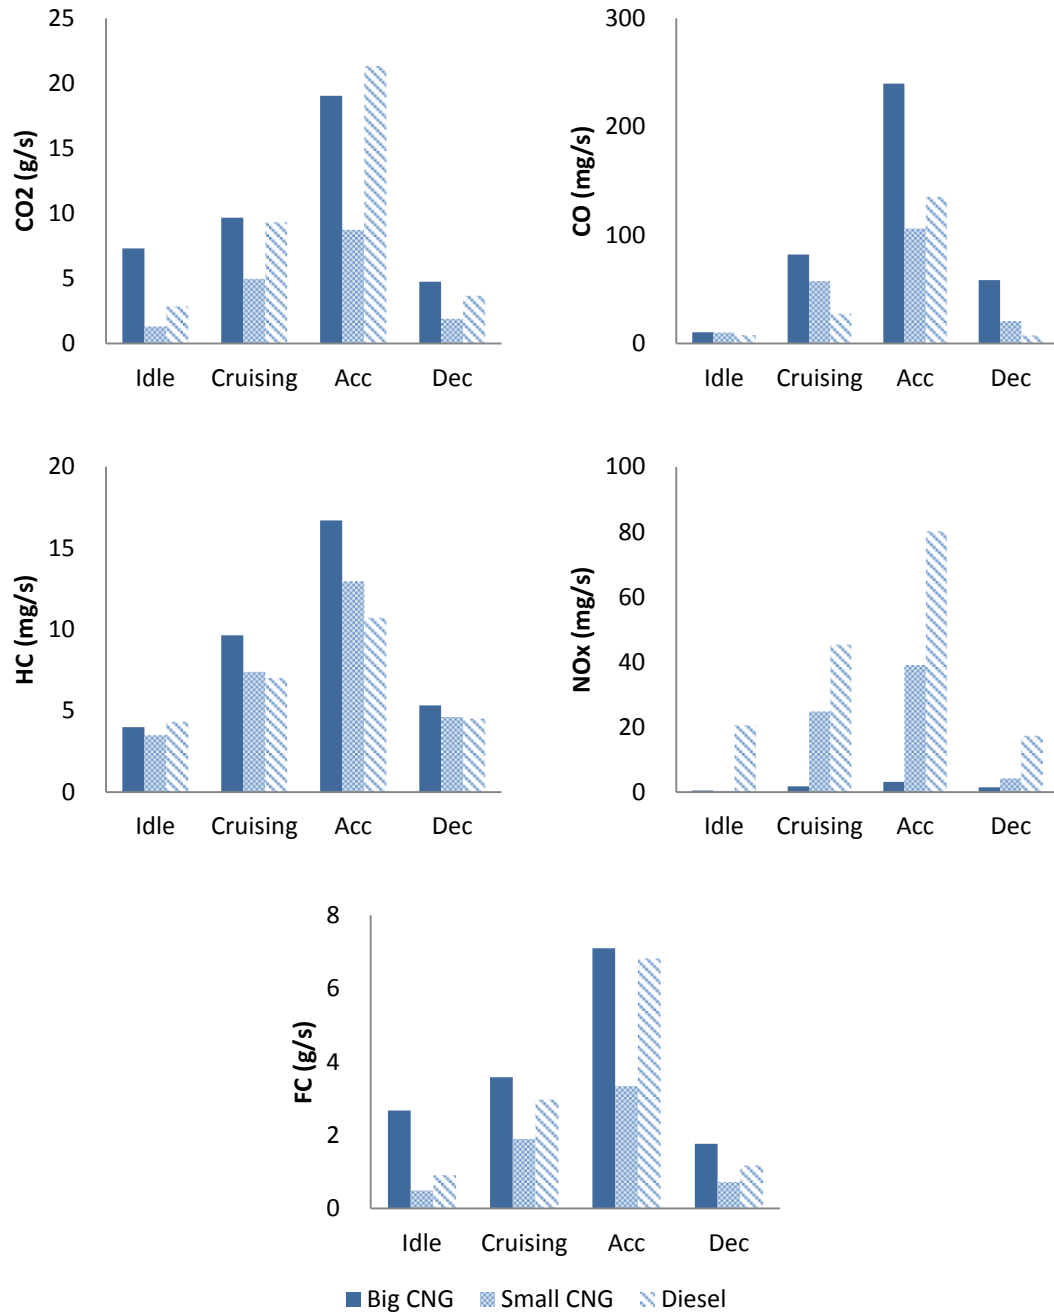 25
20
15
10
5
0
CO2 (g/s)
Idle Cruising Acc Dec
300
200
100
0
CO (mg/s)
Idle Cruising Acc Dec
20
15
10
5
0
HC (mg/s)
Idle Cruising Acc Dec
100
80
60
40
20
0
NOx (mg/s)
Idle Cruising Acc Dec
8
6
4
2
0
FC (g/s)
Idle Cruising Acc Dec
Big CNG Small CNG Diesel